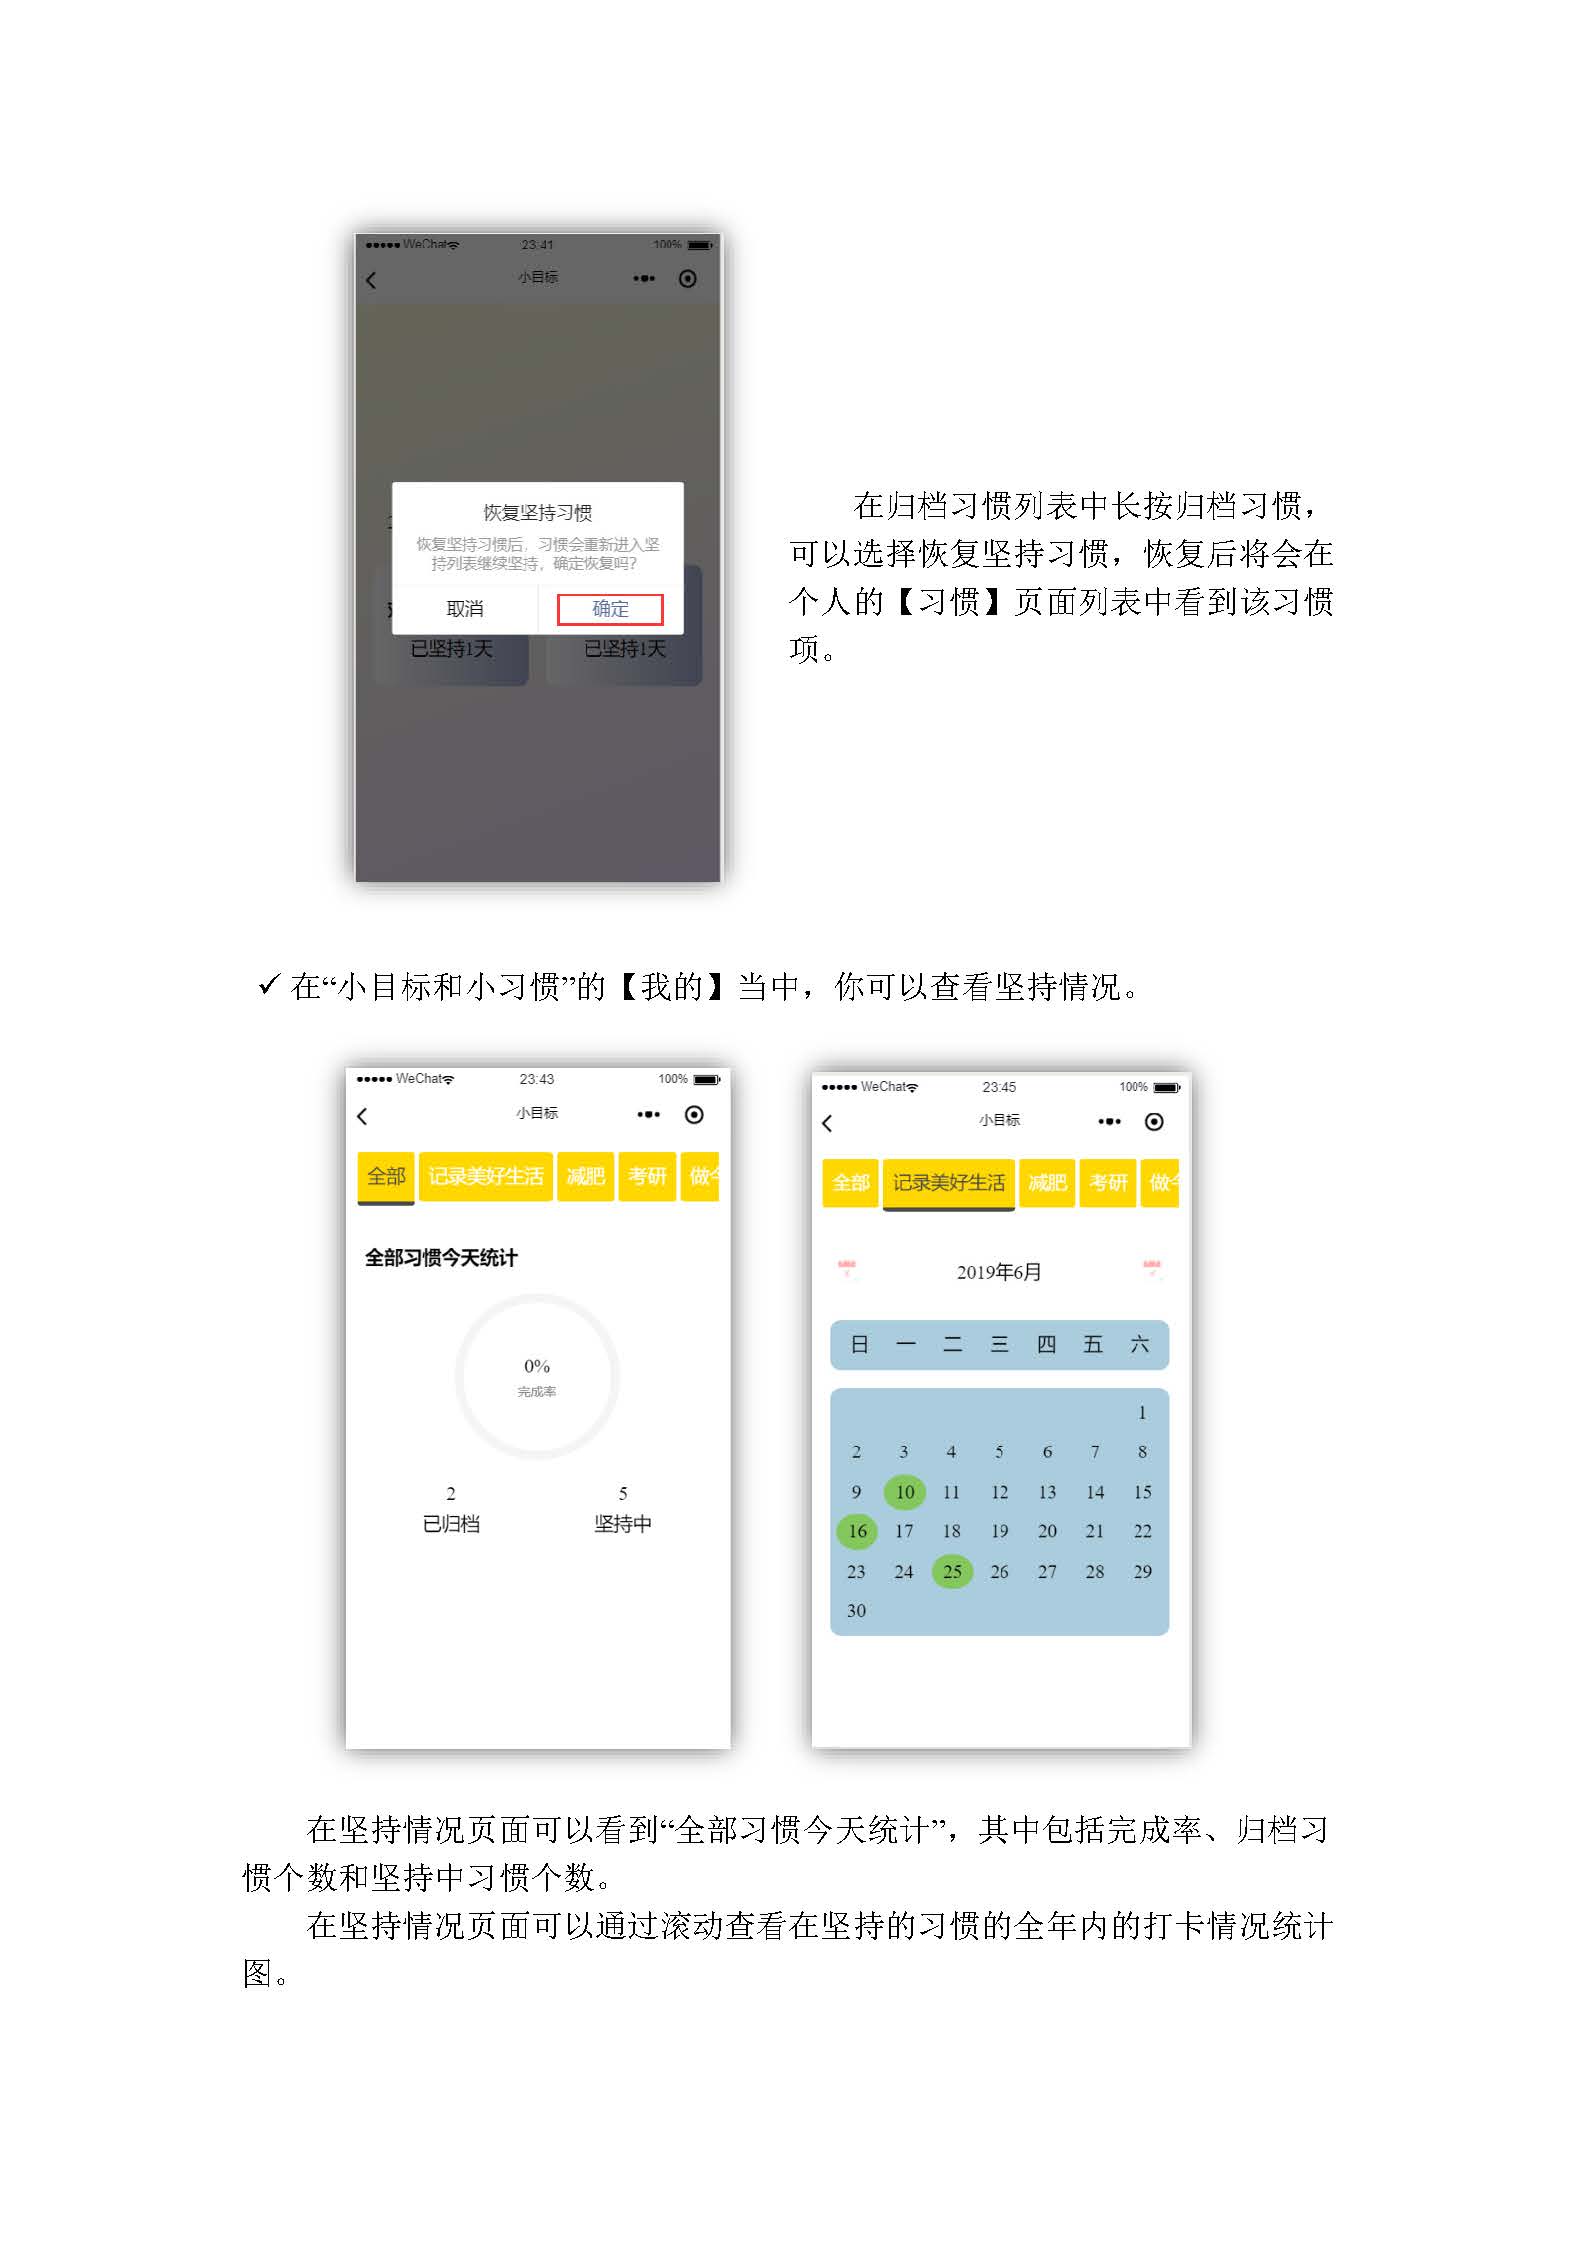 WeChat 23:41 100%
小目标
恢复坚持习惯
恢复坚持习惯后，习惯会重新进入坚
持列表继续坚持，确定恢复吗？
取消 确定
已坚持1天 已坚持1天
在归档习惯列表中长按归档习惯，
可以选择恢复坚持习惯，恢复后将会在
个人的【习惯】页面列表中看到该习惯
项。
✓ 在“小目标和小习惯”的【我的】当中，你可以查看坚持情况。
WeChat 23:43 100%
小目标
全部 记录美好生活 减肥 考研 做今
全部习惯今天统计
0%
完成率
2 5
已归档 坚持中
WeChat 23:45 100%
小目标
全部 记录美好生活 减肥 考研 做今
2019年6月
日 一 二 三 四 五 六
1
2 3 4 5 6 7 8
9 10 11 12 13 14 15
16 17 18 19 20 21 22
23 24 25 26 27 28 29
30
在坚持情况页面可以看到“全部习惯今天统计”，其中包括完成率、归档习
惯个数和坚持中习惯个数。
在坚持情况页面可以通过滚动查看在坚持的习惯的全年内的打卡情况统计
图。